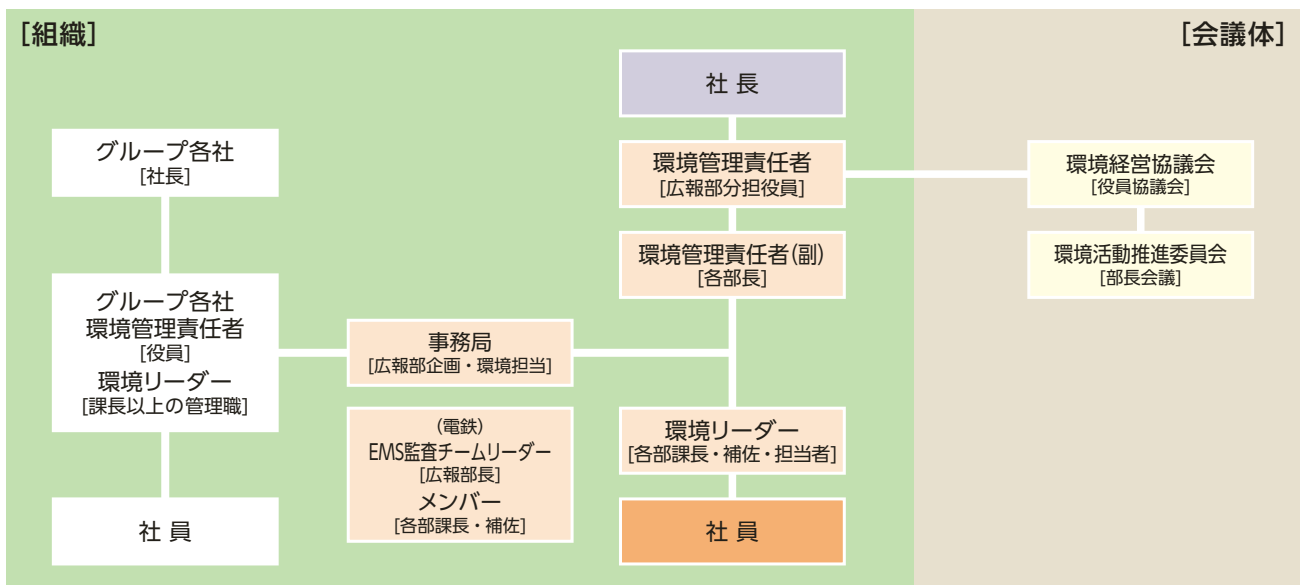 [組織]
[会議体]
社 長
グループ各社
[社長]
環境管理責任者
[広報部分担役員]
環境経営協議会
[役員協議会]
環境管理責任者(副)
[各部長]
環境活動推進委員会
[部長会議]
グループ各社
環境管理責任者
[役員]
環境リーダー
[課長以上の管理職]
事務局
[広報部企画・環境担当]
(電鉄)
EMS監査チームリーダー
[広報部長]
メンバー
[各部課長・補佐]
環境リーダー
[各部課長・補佐・担当者]
社 員
社 員